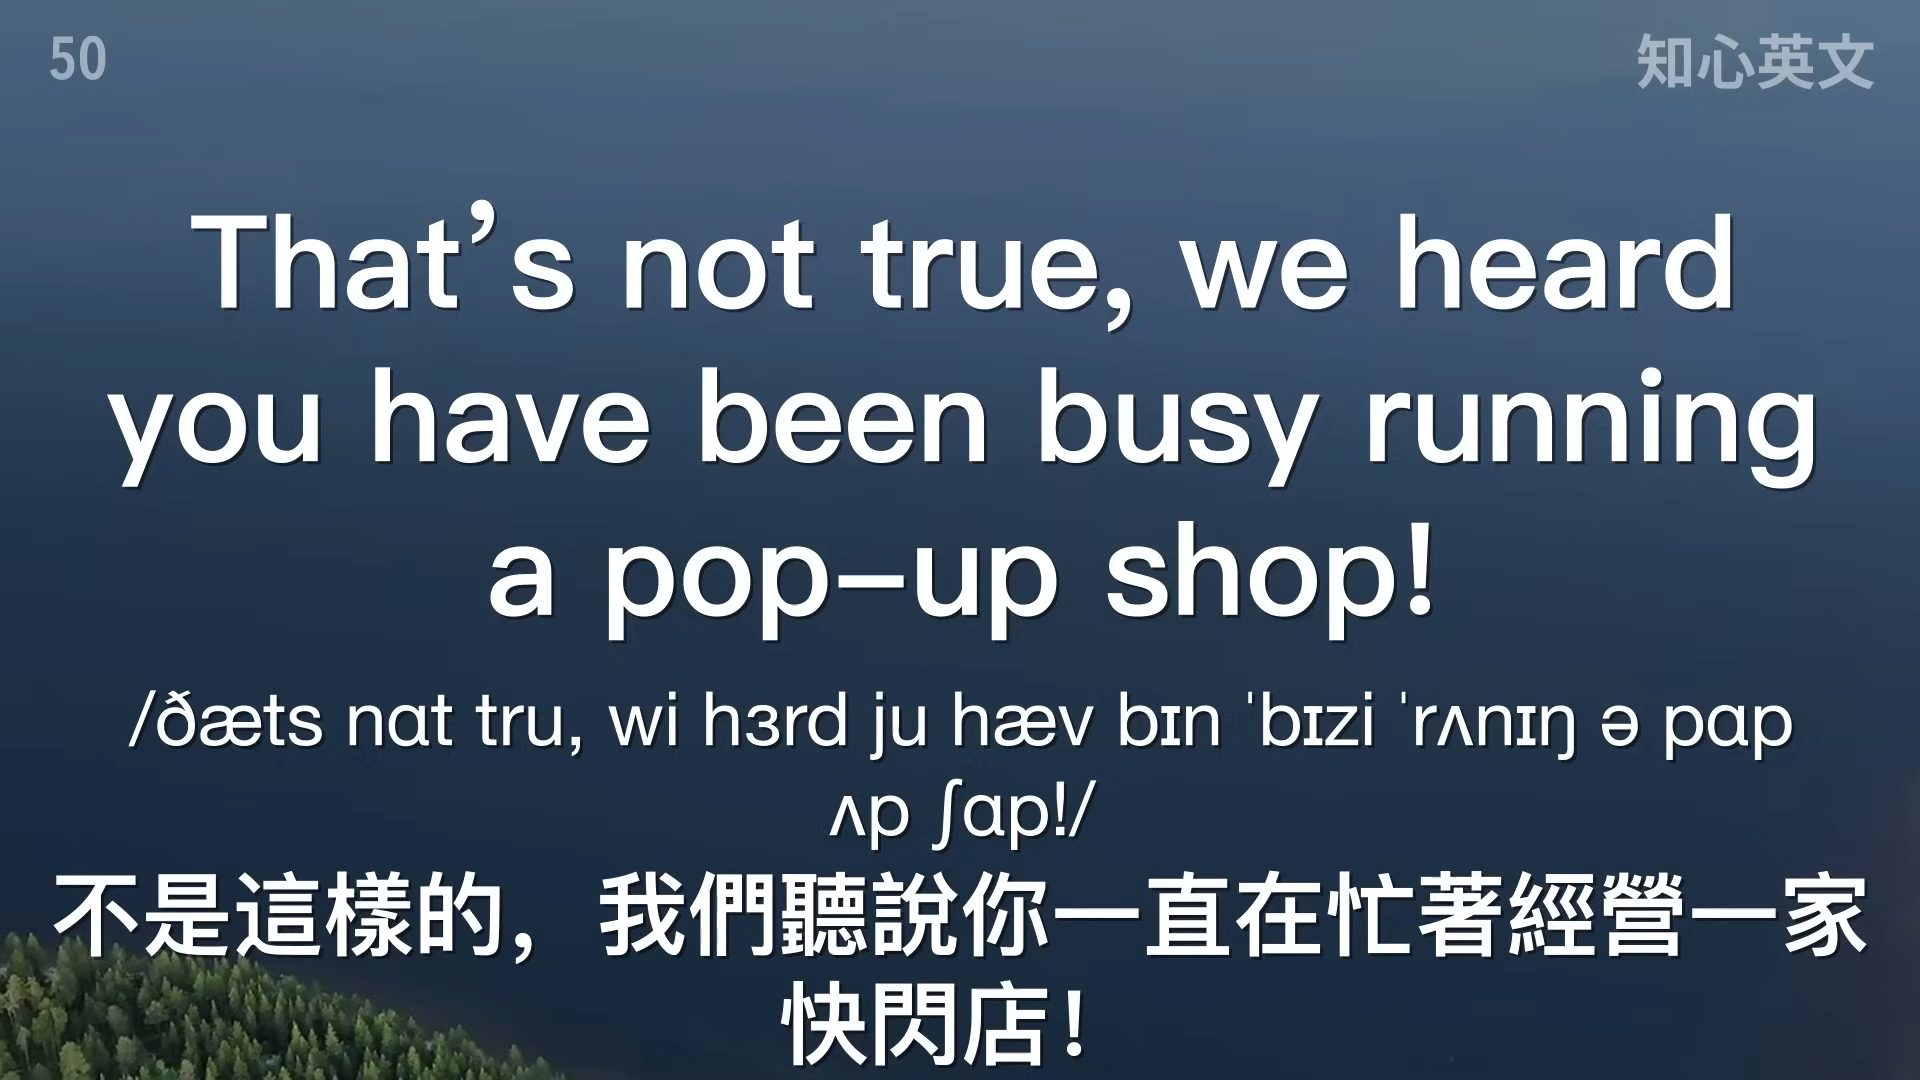 50
知心英文
That’s not true, we heard
you have been busy running
a pop-up shop!
/ðæts nɑt tru, wi hɜrd ju hæv bɪn ˈbɪzi ˈrʌnɪŋ ə pɑp
ʌp ʃɑp!/
不是這樣的，我們聽說你一直在忙著經營一家
快閃店！